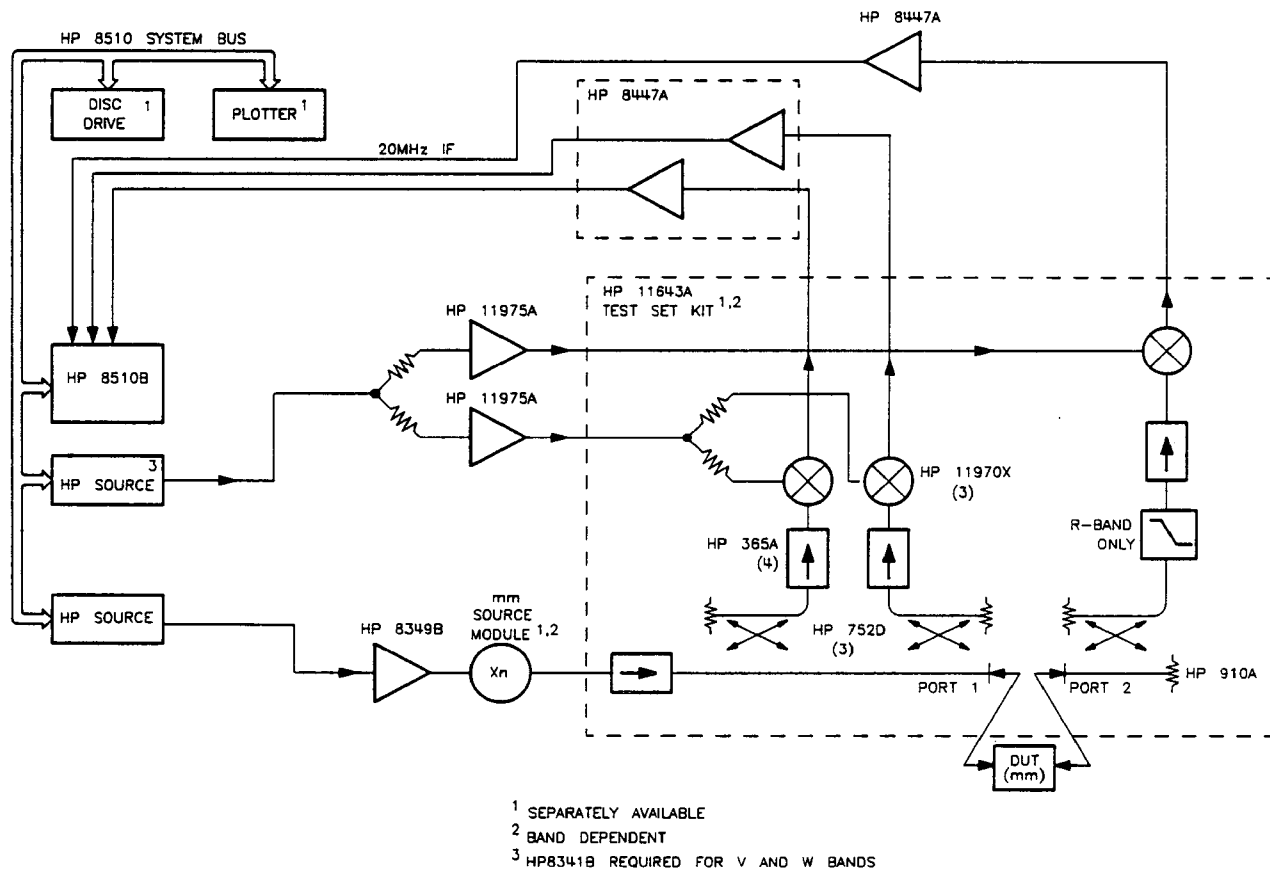 HP 8510 SYSTEM BUS
HP 8447A
DISC 1
DRIVE
PLOTTER 1
HP 8447A
20MHz IF
HP 11643A
TEST SET KIT 1,2
HP 11975A
HP 8510B
HP 11975A
3
HP SOURCE
HP 11970X
(3)
R-BAND
ONLY
HP 365A
(4)
HP SOURCE
mm
SOURCE
MODULE 1,2
HP 8349B
Xn
HP 752D
(3)
PORT 1
PORT 2
HP 910A
DUT
(mm)
1 SEPARATELY AVAILABLE
2 BAND DEPENDENT
3 HP8341B REQUIRED FOR V AND W BANDS